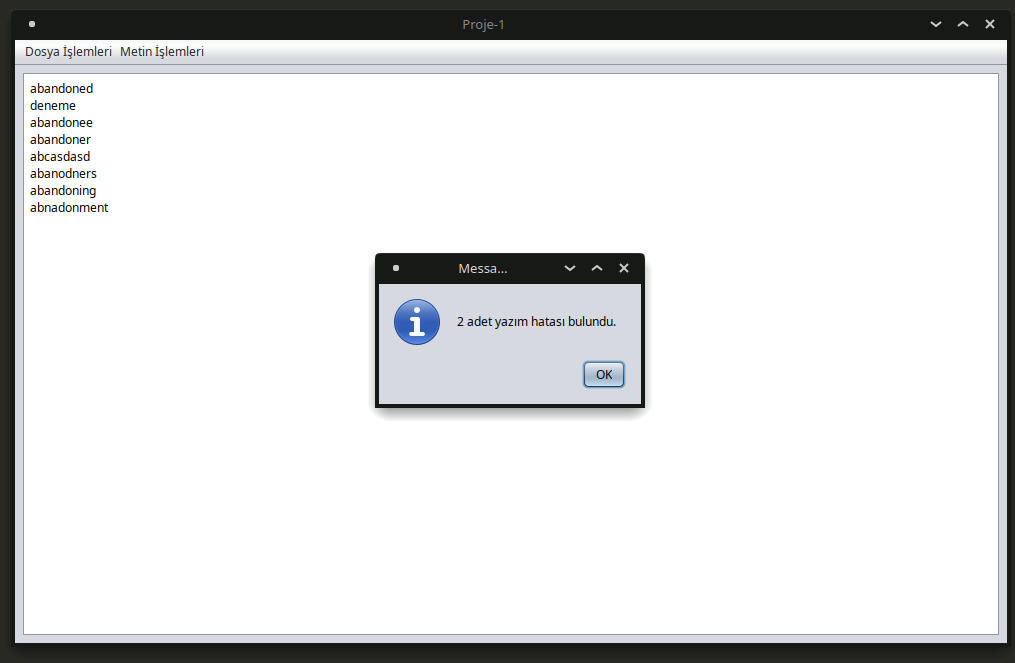 Proje-1
Dosya İşlemleri Metin İşlemleri
abandoned
deneme
abandonee
abandoner
abcasdasd
abanodners
abandoning
abnadonment
Messa...
2 adet yazım hatası bulundu.
OK